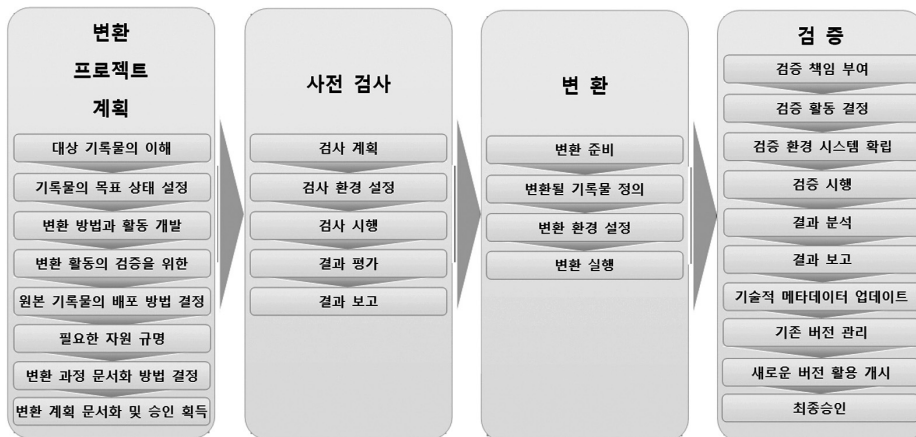 변환
프로젝트
계획
대상 기록물의 이해
기록물의 목표 상태 설정
변환 방법과 활동 개발
변환 활동의 검증을 위한
원본 기록물의 배포 방법 결정
필요한 자원 규명
변환 과정 문서화 방법 결정
변환 계획 문서화 및 승인 획득
사전 검사
검사 계획
검사 환경 설정
검사 시행
결과 평가
결과 보고
변 환
변환 준비
변환될 기록물 정의
변환 환경 설정
변환 실행
검 증
검증 책임 부여
검증 활동 결정
검증 환경 시스템 확립
검증 시행
결과 분석
결과 보고
기술적 메타데이터 업데이트
기존 버전 관리
새로운 버전 활용 개시
최종승인